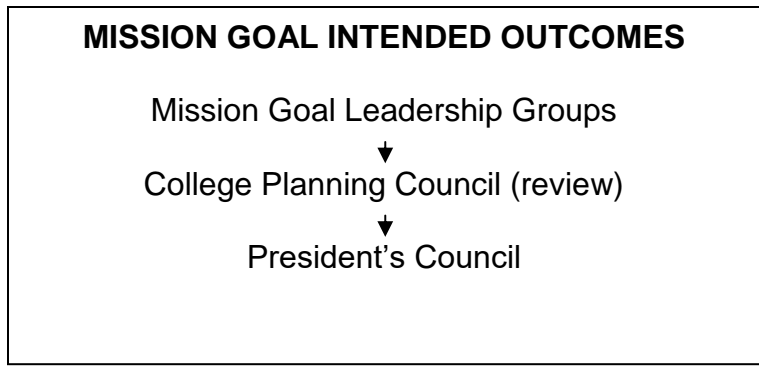 MISSION GOAL INTENDED OUTCOMES
Mission Goal Leadership Groups
College Planning Council (review)
President’s Council